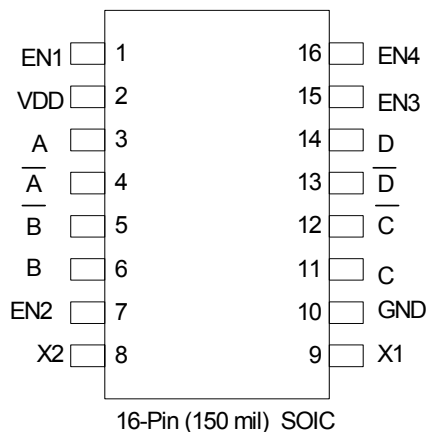 EN1 1 16 EN4
VDD 2 15 EN3
A 3 14 D
A̅ 4 13 D̅
B̅ 5 12 C̅
B 6 11 C
EN2 7 10 GND
X2 8 9 X1
16-Pin (150 mil) SOIC